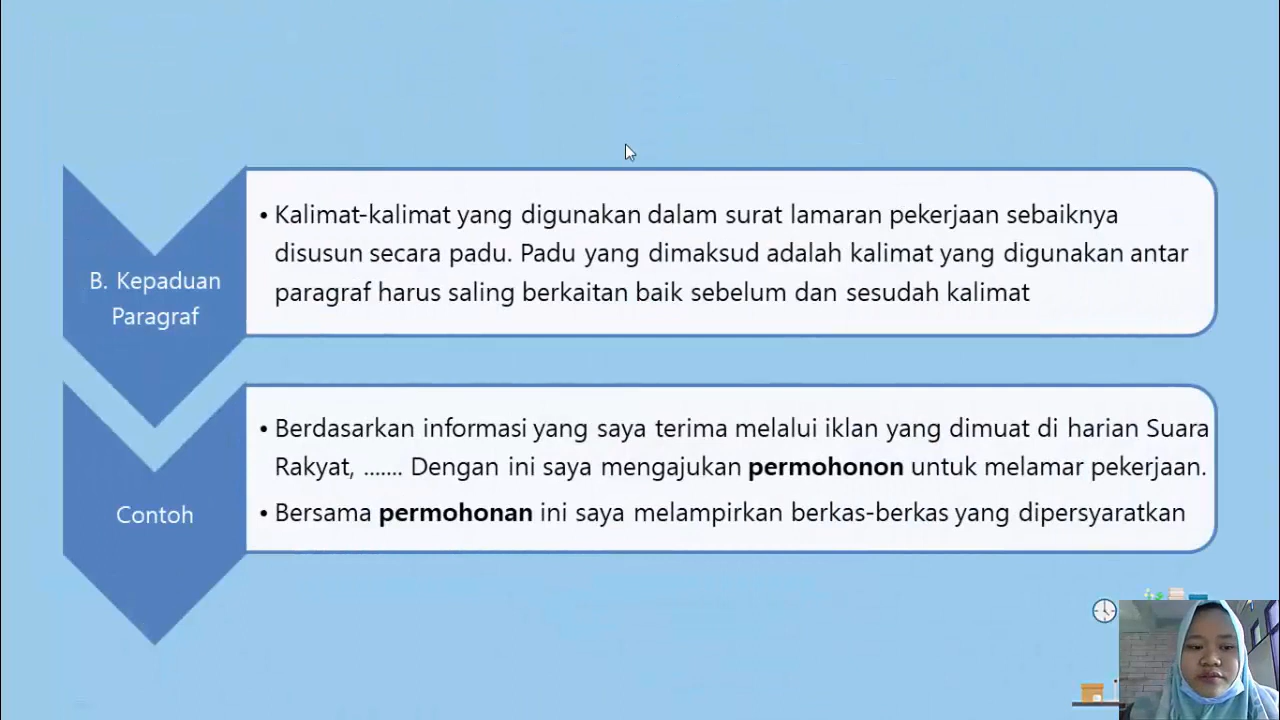 B. Kepaduan
Paragraf
• Kalimat-kalimat yang digunakan dalam surat lamaran pekerjaan sebaiknya
disusun secara padu. Padu yang dimaksud adalah kalimat yang digunakan antar
paragraf harus saling berkaitan baik sebelum dan sesudah kalimat
Contoh
• Berdasarkan informasi yang saya terima melalui iklan yang dimuat di harian Suara
Rakyat, ....... Dengan ini saya mengajukan permohonon untuk melamar pekerjaan.
• Bersama permohonan ini saya melampirkan berkas-berkas yang dipersyaratkan